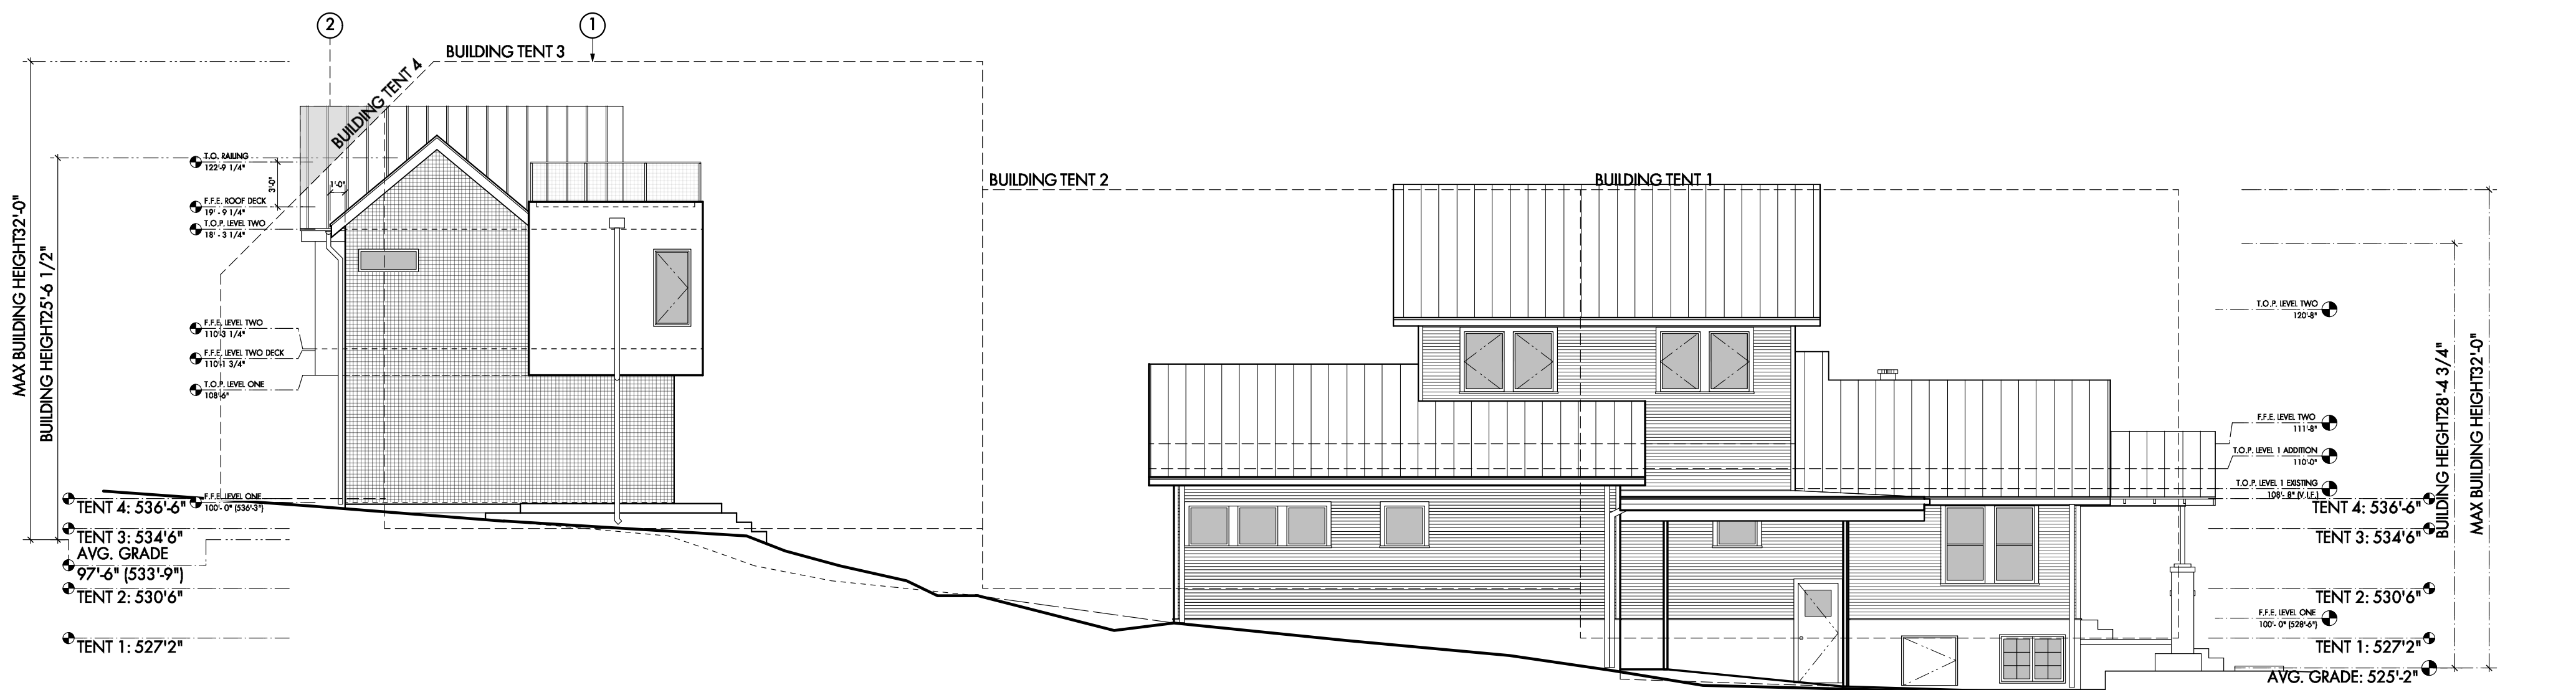 2
1
BUILDING TENT 3
BUILDING TENT 4
BUILDING TENT 2
BUILDING TENT 1
MAX BUILDING HEIGHT32'-0"
BUILDING HEIGHT25'-6 1/2"
T.O. RAILING
122'-9 1/4"
3'-0"
1'-0"
F.F.E. ROOF DECK
19' - 9 1/4"
T.O.P. LEVEL TWO
18' - 3 1/4"
F.F.E. LEVEL TWO
110'-3 1/4"
F.F.E. LEVEL TWO DECK
110'-1 3/4"
T.O.P. LEVEL ONE
108'-6"
F.F.E. LEVEL ONE
100'- 0" (536'-3")
TENT 4: 536'-6"
TENT 3: 534'6"
AVG. GRADE
97'-6" (533'-9")
TENT 2: 530'6"
TENT 1: 527'2"
T.O.P. LEVEL TWO
120'-8"
F.F.E. LEVEL TWO
111'-8"
T.O.P. LEVEL 1 ADDITION
110'-0"
T.O.P. LEVEL 1 EXISTING
108'- 8" (V.I.F.)
TENT 4: 536'-6"
TENT 3: 534'6"
TENT 2: 530'6"
F.F.E. LEVEL ONE
100'- 0" (528'-6")
TENT 1: 527'2"
AVG. GRADE: 525'-2"
BUILDING HEIGHT28'-4 3/4"
MAX BUILDING HEIGHT32'-0"